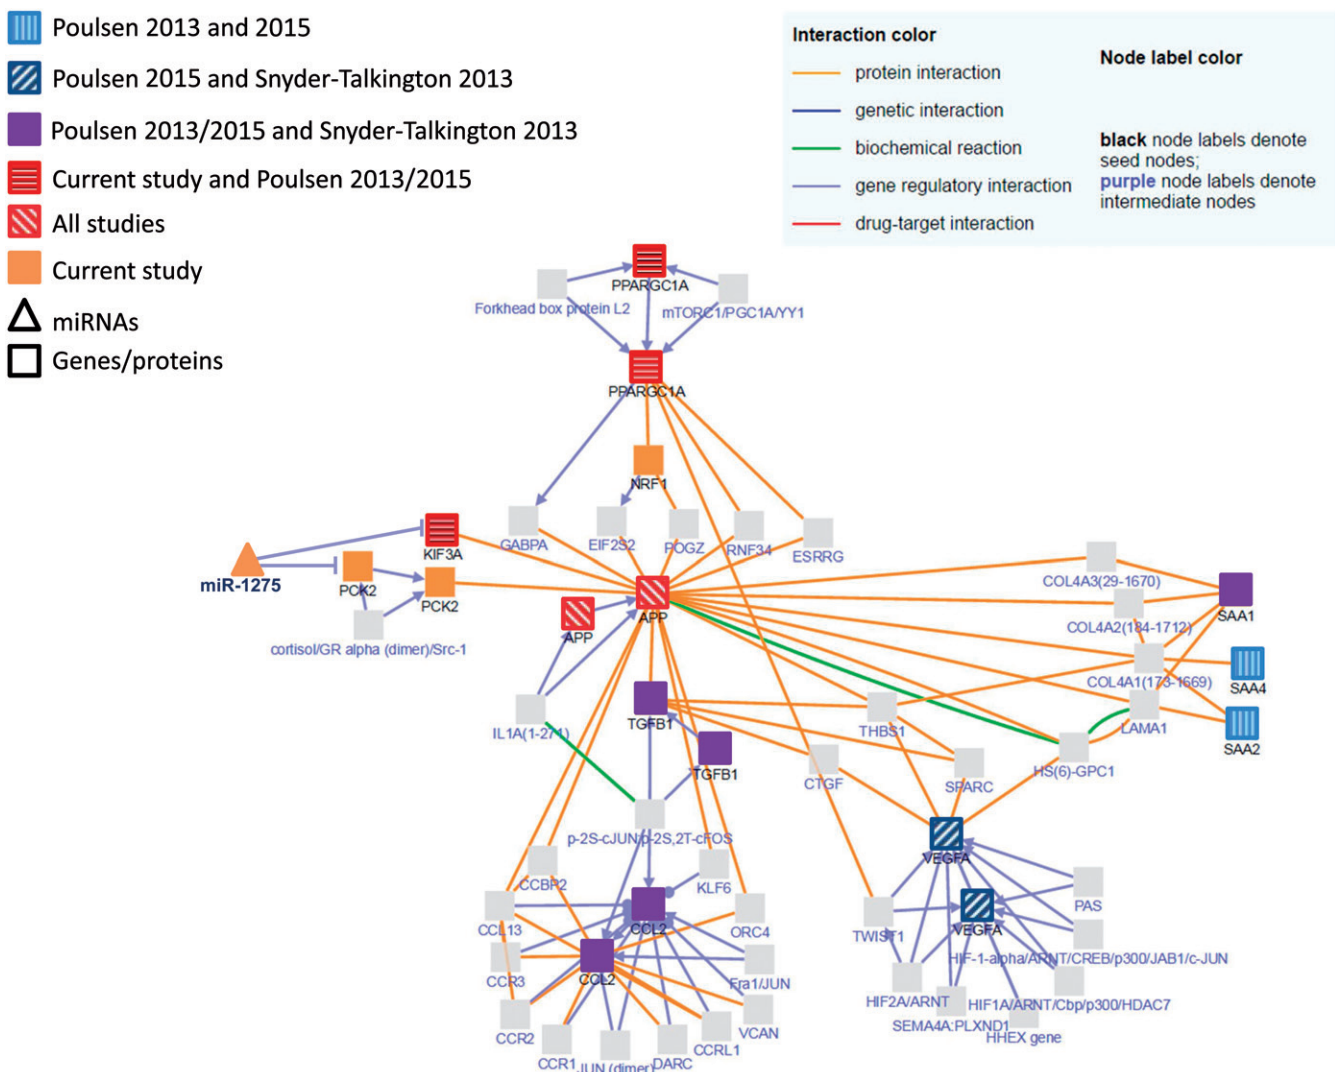 Poulsen 2013 and 2015
Poulsen 2015 and Snyder-Talkington 2013
Poulsen 2013/2015 and Snyder-Talkington 2013
Current study and Poulsen 2013/2015
All studies
Current study
miRNAs
Genes/proteins
Interaction color
protein interaction
genetic interaction
biochemical reaction
gene regulatory interaction
drug-target interaction
Node label color
black node labels denote
seed nodes;
purple node labels denote
intermediate nodes
PPARGC1A
Forkhead box protein L2
mTORC1/PGC1A/YY1
PPARGC1A
NRF1
GABPA
EIF2S2
POGZ
RNF34
ESRRG
KIF3A
miR-1275
PCK2
PCK2
cortisol/GR alpha (dimer)/Src-1
APP
APP
COL4A3(29-1670)
SAA1
COL4A2(184-1712)
COL4A1(173-1669)
SAA4
LAMA1
SAA2
IL1A(1-271)
TGFB1
TGFB1
THBS1
HS(6)-GPC1
CTGF
SPARC
p-2S-cJUN:p-2S,2T-cFOS
VEGFA
CCBP2
KLF6
CCL13
CCL2
ORC4
TWIST1
VEGFA
PAS
CCR3
CCL2
Fra1/JUN
HIF-1-alpha/ARNT/CREB/p300/JAB1/c-JUN
HIF2A/ARNT
HIF1A/ARNT/Cbp/p300/HDAC7
SEMA4A:PLXND1
HHEX gene
CCR2
VCAN
CCRL1
CCR1
JUN (dimer)
DARC